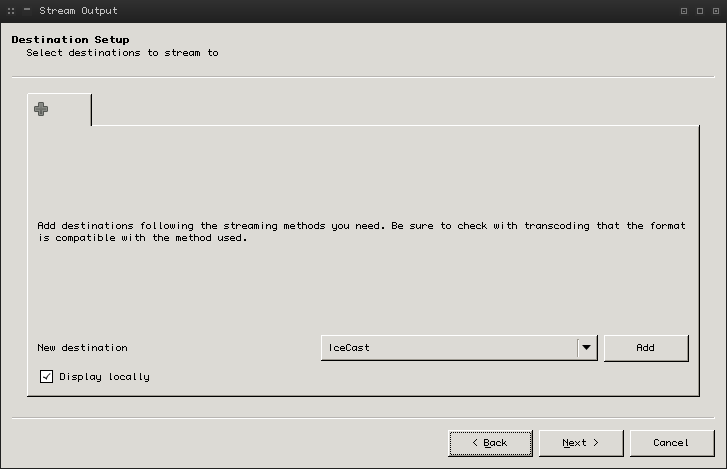 Stream Output
Destination Setup
Select destinations to stream to
Add destinations following the streaming methods you need. Be sure to check with transcoding that the format
is compatible with the method used.
New destination
IceCast
Add
Display locally
< Back
Next >
Cancel